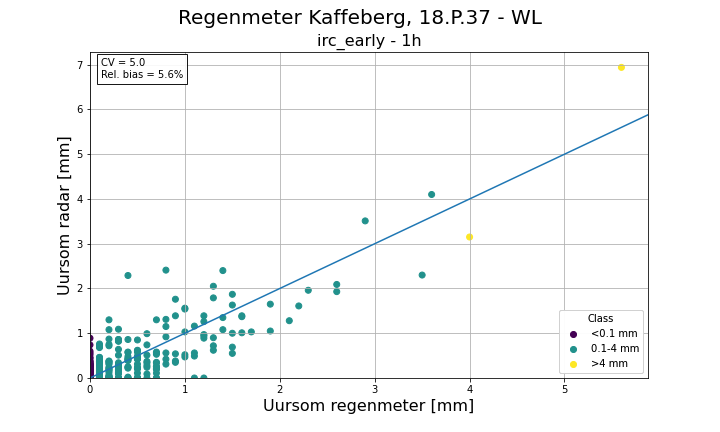 Regenmeter Kaffeberg, 18.P.37 - WL
irc_early - 1h
CV = 5.0
Rel. bias = 5.6%
Uursom radar [mm]
7
6
5
4
3
2
1
0
0 1 2 3 4 5
Uursom regenmeter [mm]
Class
<0.1 mm
0.1-4 mm
>4 mm